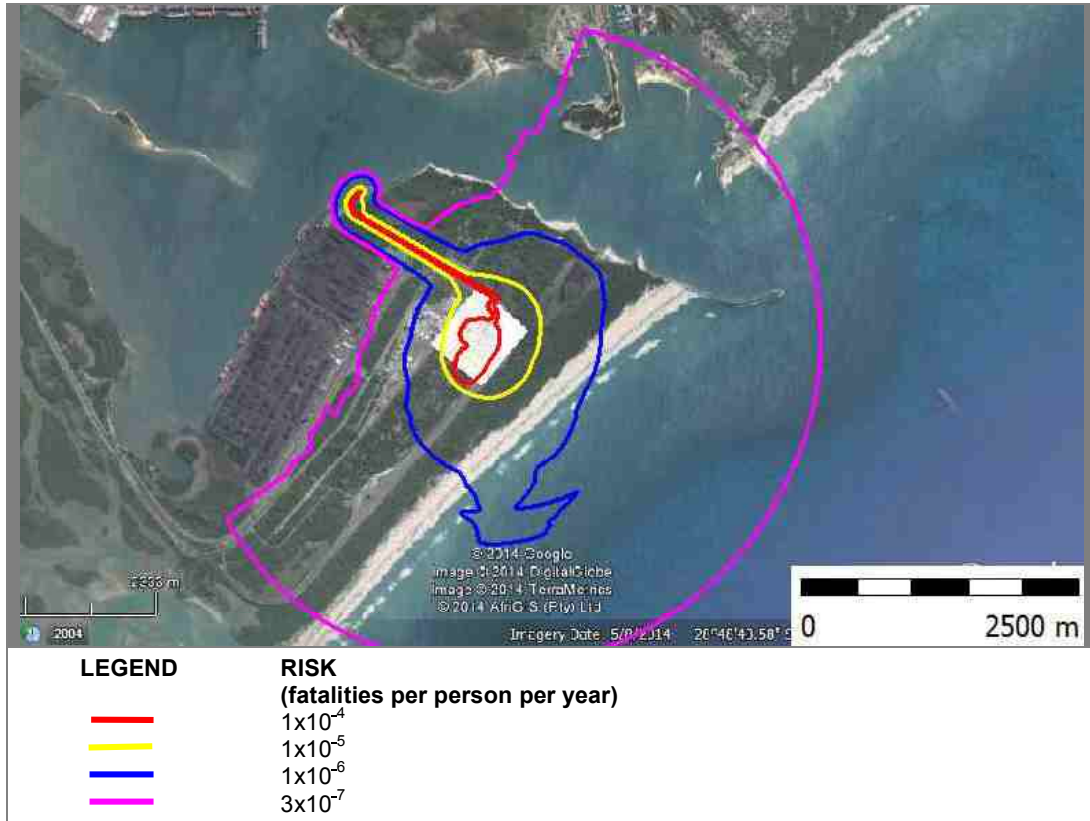 © 2014 Google
Image © 2014 DigitalGlobe
Image © 2014 TerraMetrics
© 2014 AfriGIS (Pty) Ltd.
2004
Imagery Date: 5/8/2014
0 2500 m
LEGEND RISK
(fatalities per person per year)
1x10⁻⁴
1x10⁻⁵
1x10⁻⁶
3x10⁻⁷